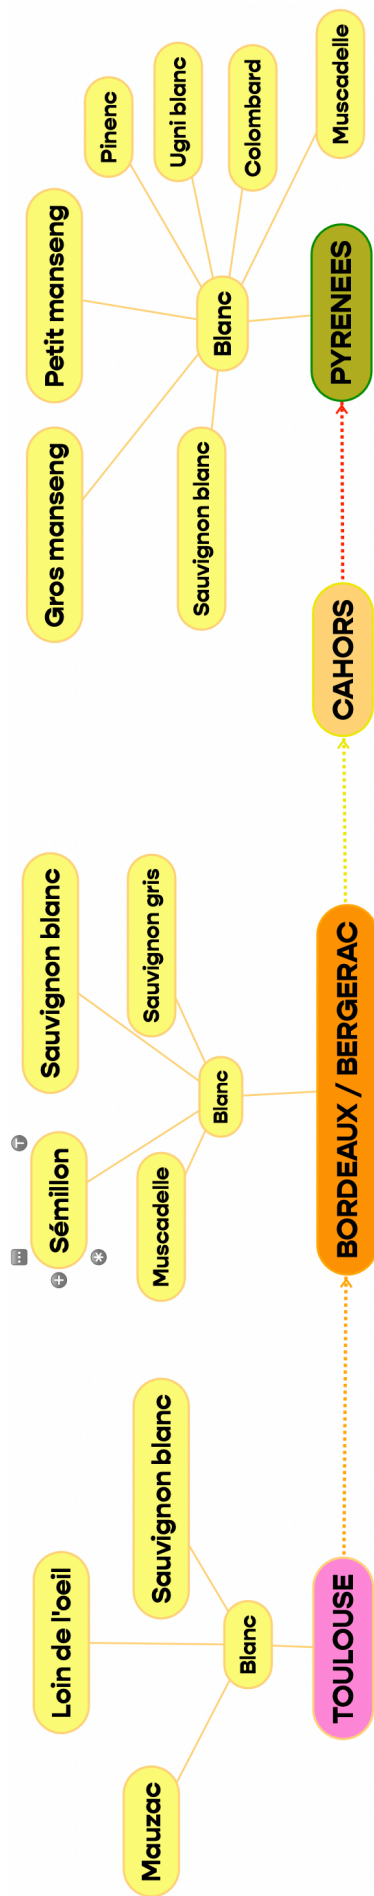 Loin de l'oeil
Mauzac
Sauvignon blanc
Blanc
TOULOUSE
Sémillon
Sauvignon blanc
Muscadelle
Sauvignon gris
Blanc
BORDEAUX / BERGERAC
CAHORS
Gros manseng
Petit manseng
Pinenc
Ugni blanc
Colombard
Muscadelle
Sauvignon blanc
Blanc
PYRENEES